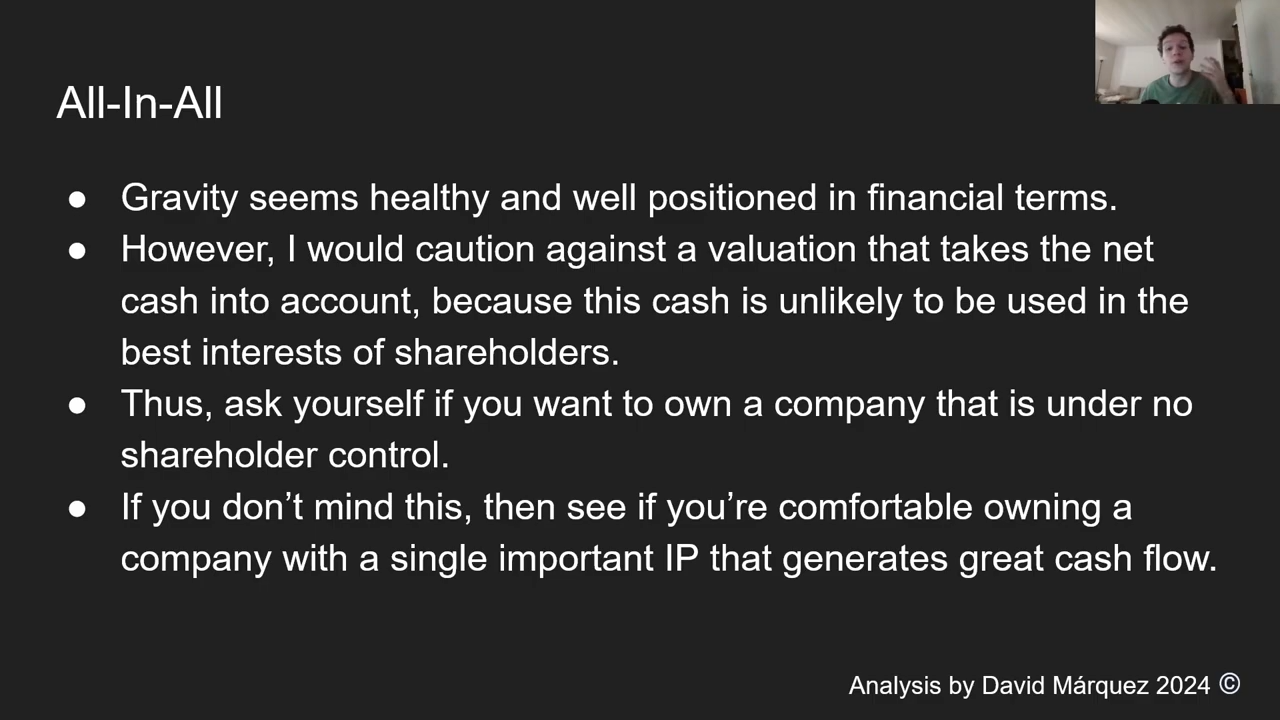 All-In-All
● Gravity seems healthy and well positioned in financial terms.
● However, I would caution against a valuation that takes the net
cash into account, because this cash is unlikely to be used in the
best interests of shareholders.
● Thus, ask yourself if you want to own a company that is under no
shareholder control.
● If you don’t mind this, then see if you’re comfortable owning a
company with a single important IP that generates great cash flow.
Analysis by David Márquez 2024 ©